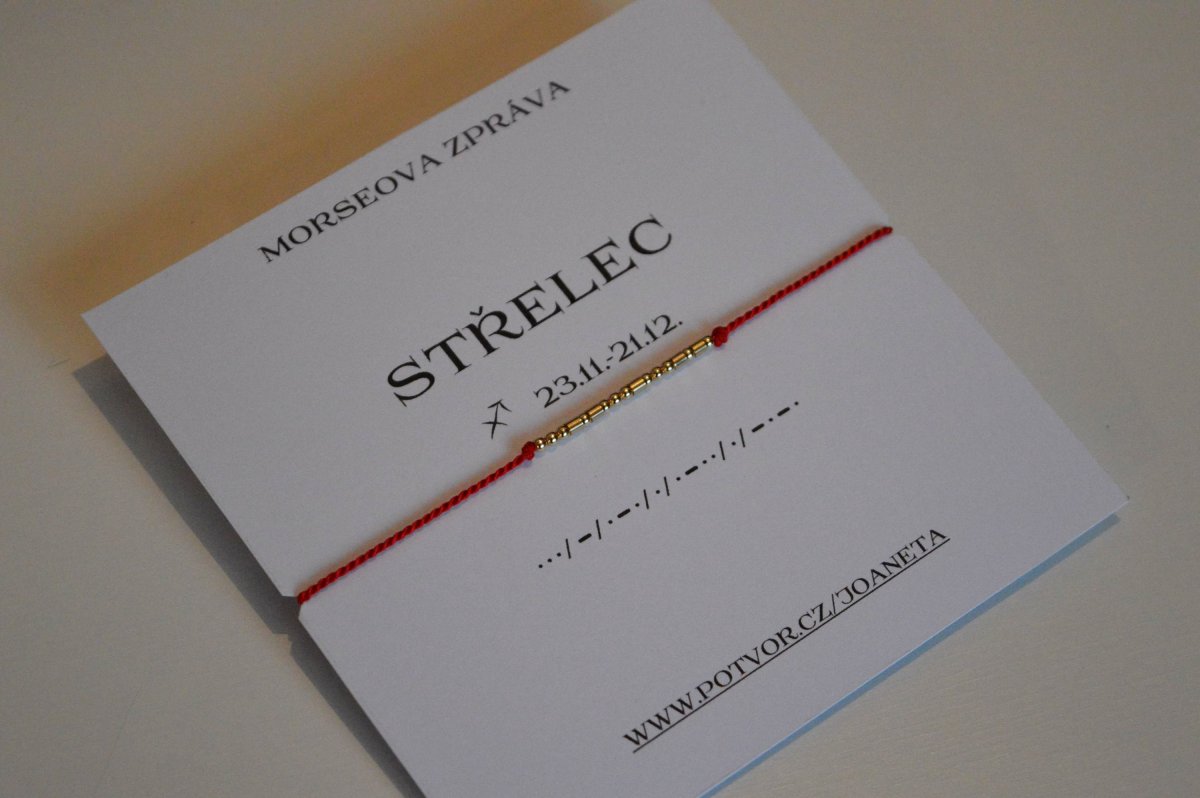 MORSEOVA ZPRÁVA
STŘELEC
♐ 23.11.-21.12.
···/−/·−·/·/·−··/·/−·−·
WWW.POTVOR.CZ/JOANETA